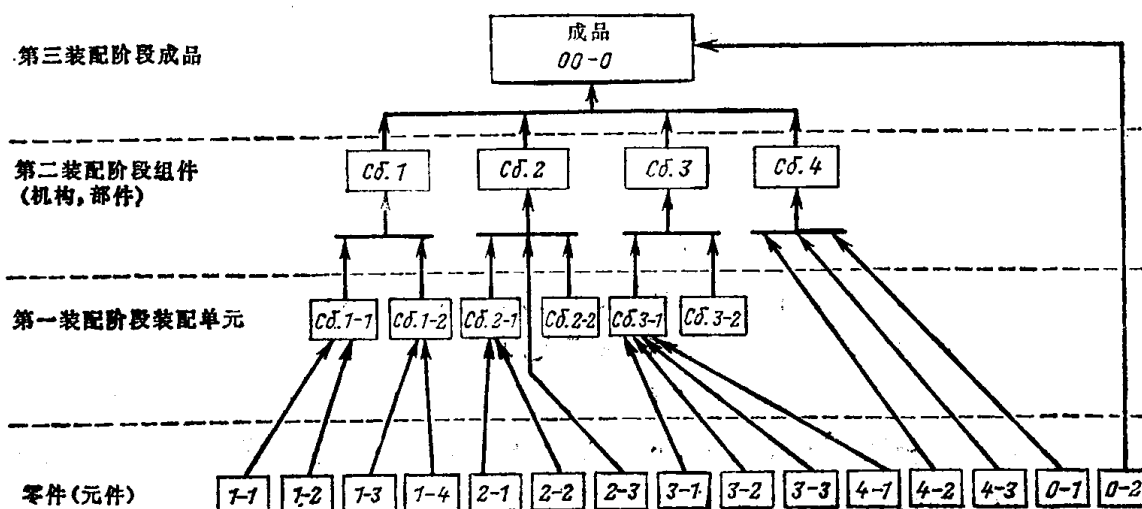 第三装配阶段成品
成品
00-0
第二装配阶段组件
(机构,部件)
Сб.1
Сб.2
Сб.3
Сб.4
第一装配阶段装配单元
Сб.1-1
Сб.1-2
Сб.2-1
Сб.2-2
Сб.3-1
Сб.3-2
零件(元件)
1-1
1-2
1-3
1-4
2-1
2-2
2-3
3-1
3-2
3-3
4-1
4-2
4-3
0-1
0-2